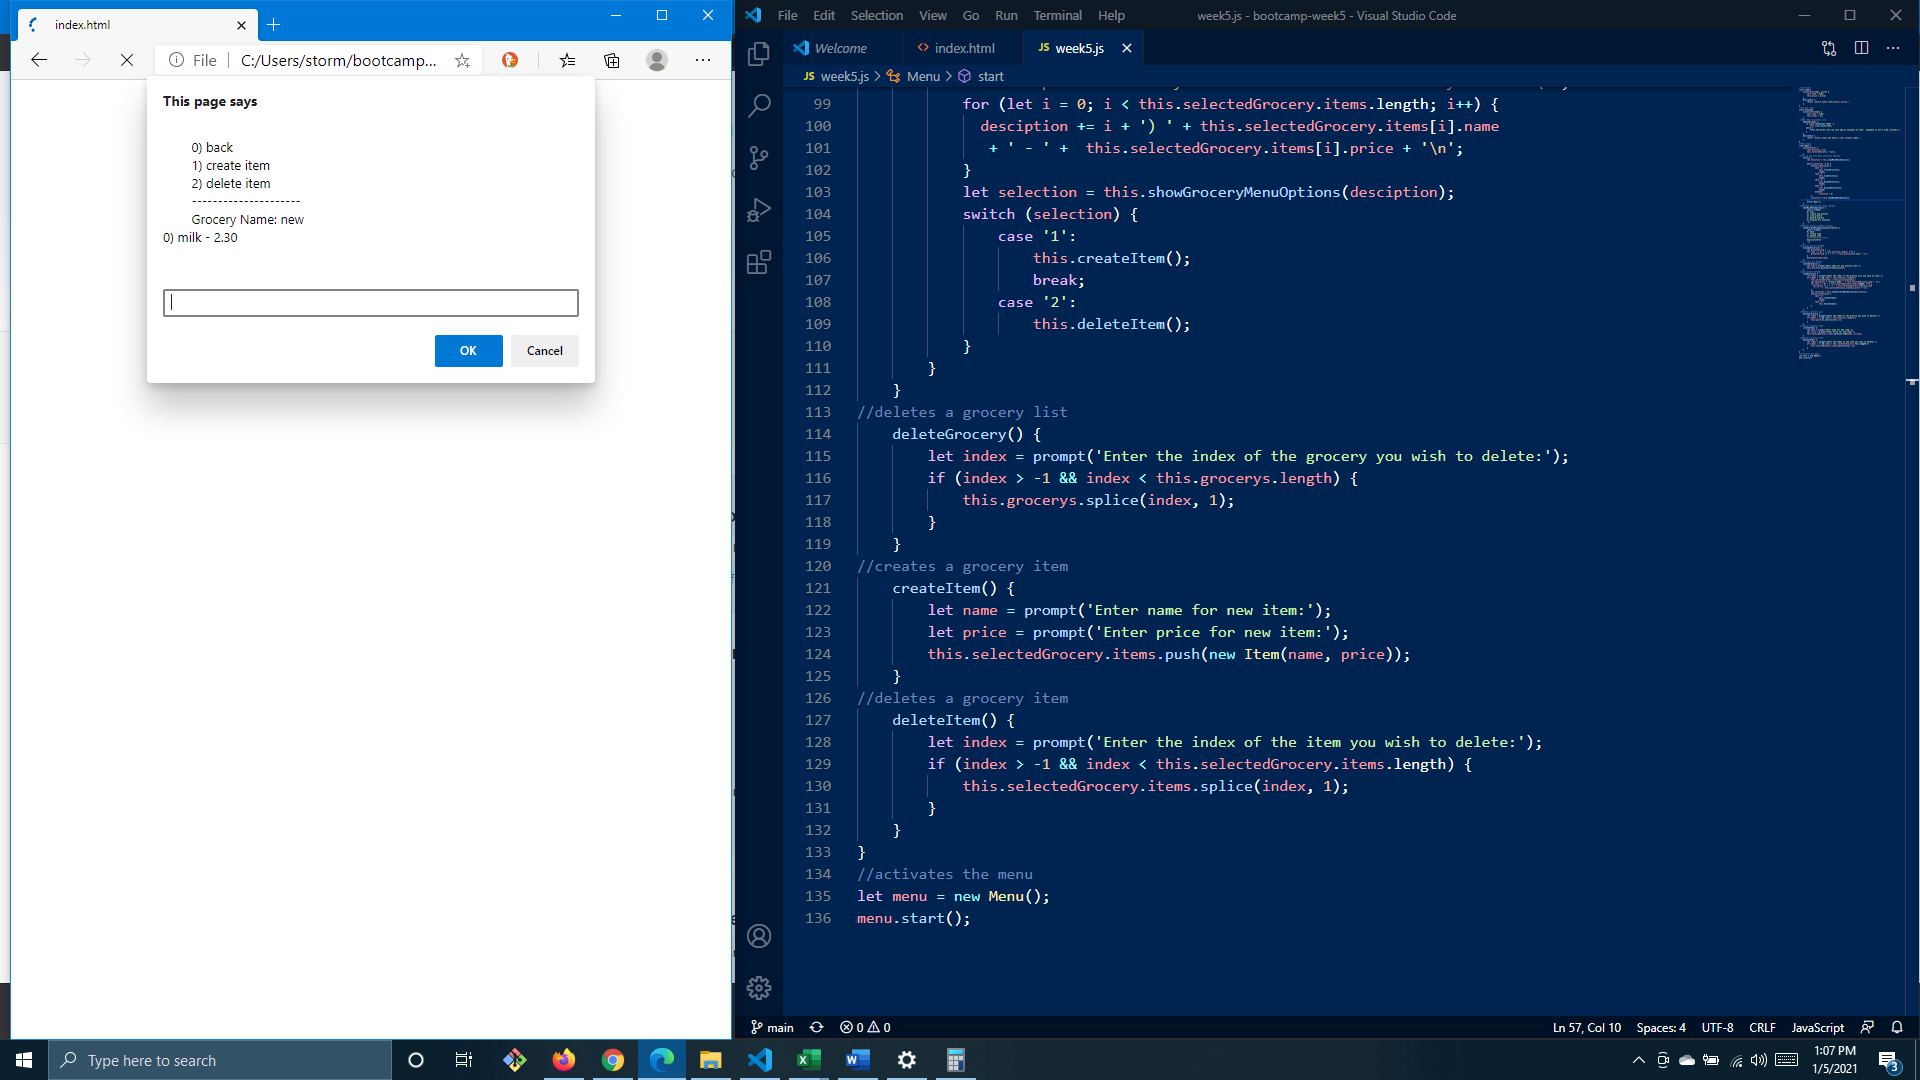 index.html
File C:/Users/storm/bootcamp...
This page says
0) back
1) create item
2) delete item
---------------------
Grocery Name: new
0) milk - 2.30
OK Cancel
File Edit Selection View Go Run Terminal Help
week5.js - bootcamp-week5 - Visual Studio Code
Welcome <> index.html JS week5.js
JS week5.js > Menu > start
99 for (let i = 0; i < this.selectedGrocery.items.length; i++) {
100 desciption += i + ') ' + this.selectedGrocery.items[i].name
101 + ' - ' +  this.selectedGrocery.items[i].price + '\n';
102 }
103 let selection = this.showGroceryMenuOptions(desciption);
104 switch (selection) {
105 case '1':
106 this.createItem();
107 break;
108 case '2':
109 this.deleteItem();
110 }
111 }
112 }
113 //deletes a grocery list
114 deleteGrocery() {
115 let index = prompt('Enter the index of the grocery you wish to delete:');
116 if (index > -1 && index < this.grocerys.length) {
117 this.grocerys.splice(index, 1);
118 }
119 }
120 //creates a grocery item
121 createItem() {
122 let name = prompt('Enter name for new item:');
123 let price = prompt('Enter price for new item:');
124 this.selectedGrocery.items.push(new Item(name, price));
125 }
126 //deletes a grocery item
127 deleteItem() {
128 let index = prompt('Enter the index of the item you wish to delete:');
129 if (index > -1 && index < this.selectedGrocery.items.length) {
130 this.selectedGrocery.items.splice(index, 1);
131 }
132 }
133 }
134 //activates the menu
135 let menu = new Menu();
136 menu.start();
main 0 0 Ln 57, Col 10 Spaces: 4 UTF-8 CRLF JavaScript
Type here to search
1:07 PM
1/5/2021
3